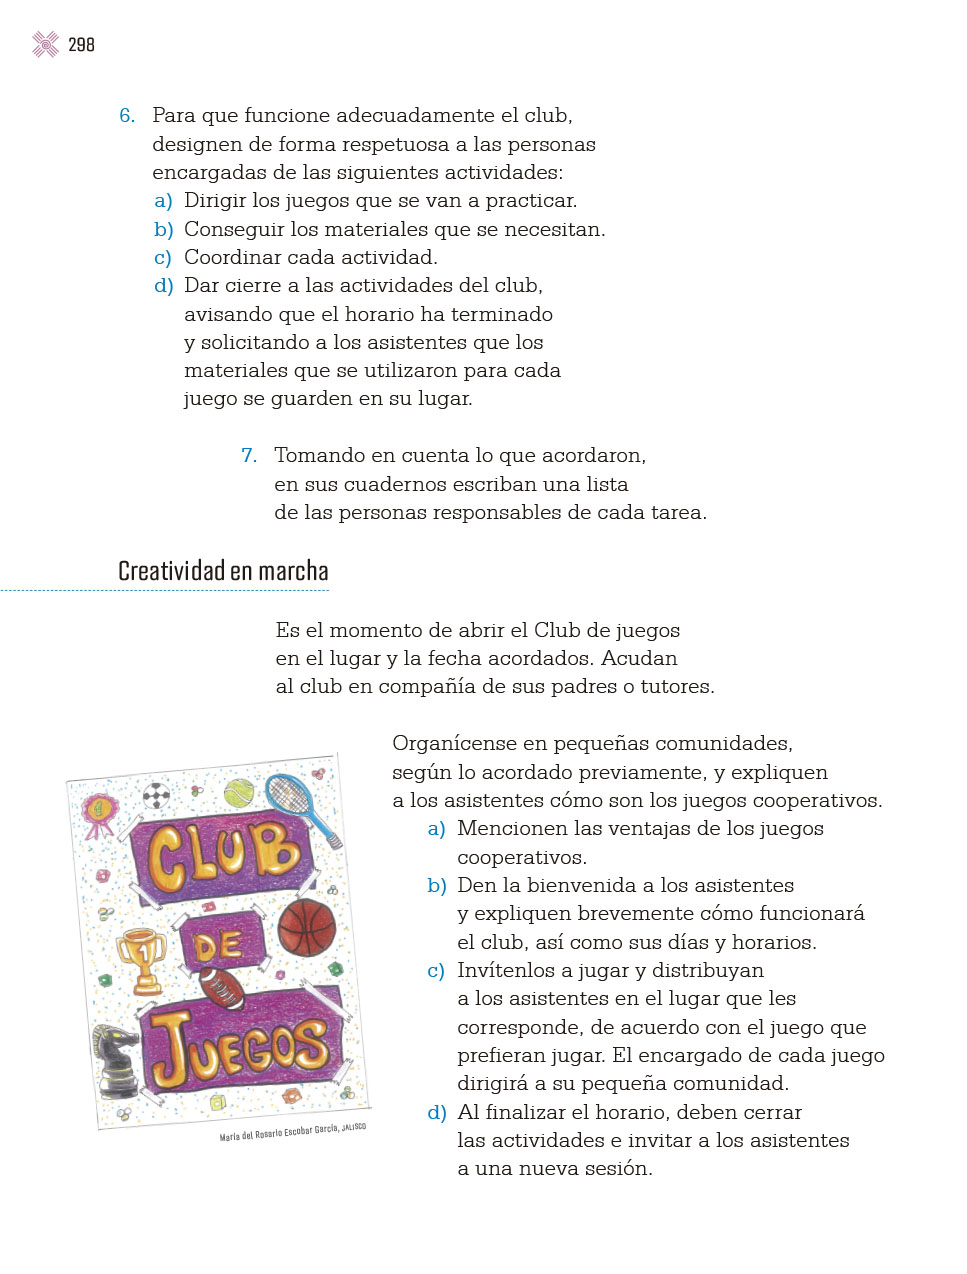 298
6. Para que funcione adecuadamente el club,
designen de forma respetuosa a las personas
encargadas de las siguientes actividades:
a) Dirigir los juegos que se van a practicar.
b) Conseguir los materiales que se necesitan.
c) Coordinar cada actividad.
d) Dar cierre a las actividades del club,
avisando que el horario ha terminado
y solicitando a los asistentes que los
materiales que se utilizaron para cada
juego se guarden en su lugar.
7. Tomando en cuenta lo que acordaron,
en sus cuadernos escriban una lista
de las personas responsables de cada tarea.
Creatividad en marcha
Es el momento de abrir el Club de juegos
en el lugar y la fecha acordados. Acudan
al club en compañía de sus padres o tutores.
Organícense en pequeñas comunidades,
según lo acordado previamente, y expliquen
a los asistentes cómo son los juegos cooperativos.
a) Mencionen las ventajas de los juegos
cooperativos.
b) Den la bienvenida a los asistentes
y expliquen brevemente cómo funcionará
el club, así como sus días y horarios.
c) Invítenlos a jugar y distribuyan
a los asistentes en el lugar que les
corresponde, de acuerdo con el juego que
prefieran jugar. El encargado de cada juego
dirigirá a su pequeña comunidad.
d) Al finalizar el horario, deben cerrar
las actividades e invitar a los asistentes
a una nueva sesión.
1
CLUB
DE
1
JUEGOS
María del Rosario Escobar García, JALISCO